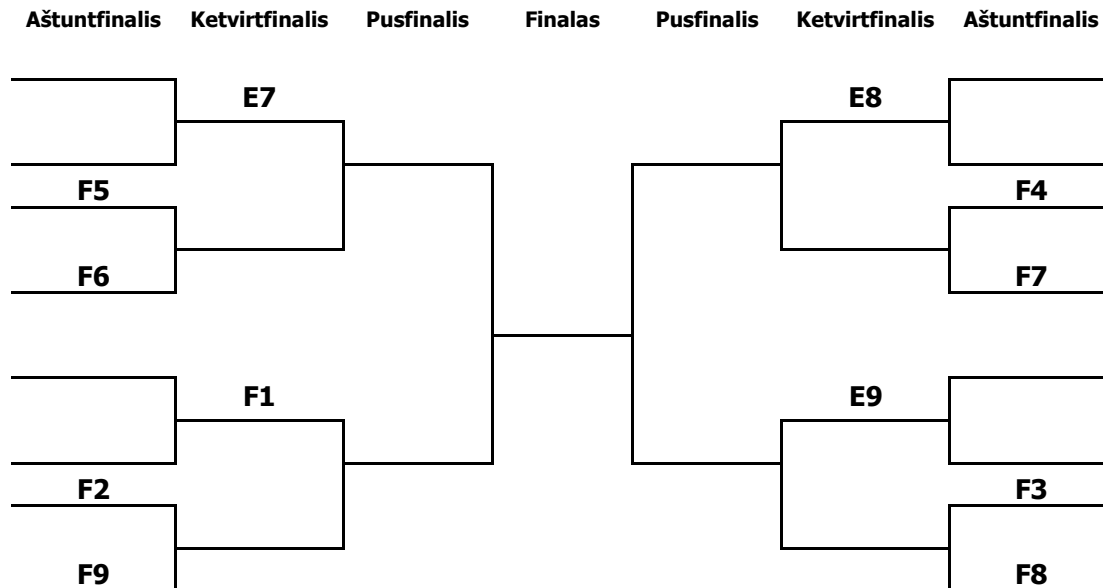 Aštuntfinalis Ketvirtfinalis Pusfinalis Finalas Pusfinalis Ketvirtfinalis Aštuntfinalis
E7 E8
F5 F4
F6 F7
F1 E9
F2 F3
F9 F8